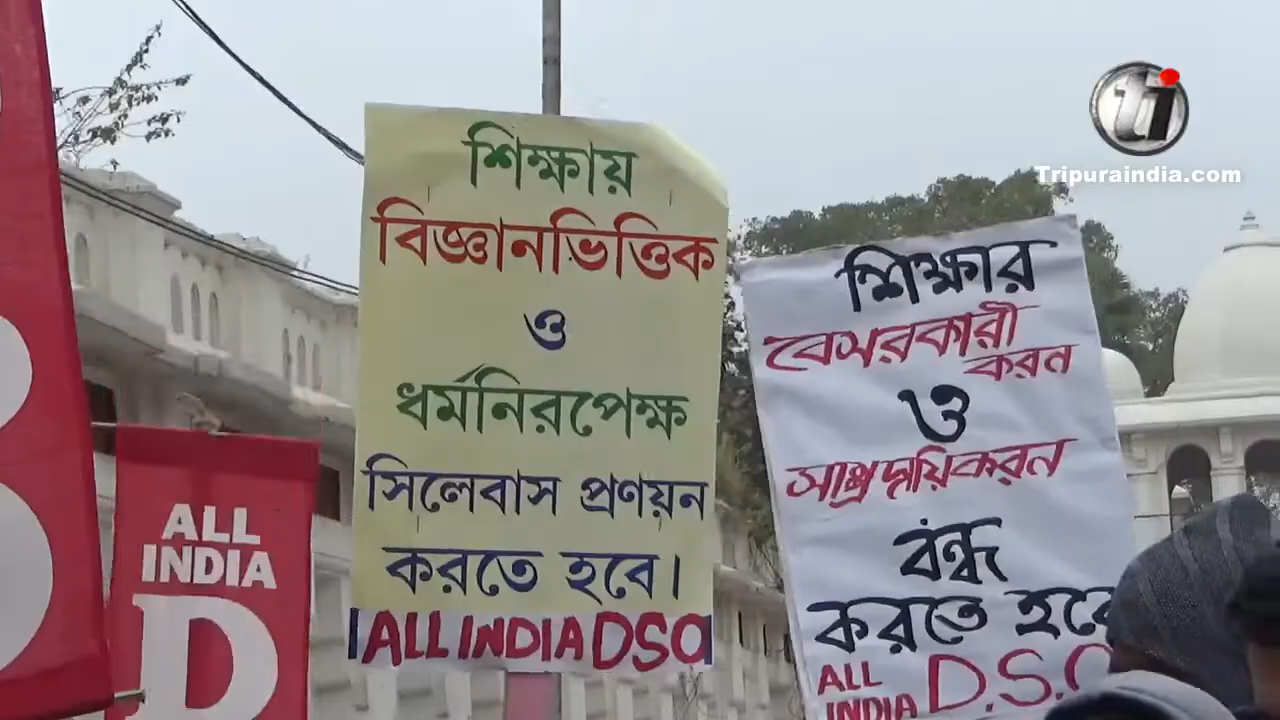 শিক্ষায়
বিজ্ঞানভিত্তিক
ও
ধর্মনিরপেক্ষ
সিলেবাস প্রণয়ন
করতে হবে।
ALL INDIA DSO
শিক্ষার
বেসরকারী
করন
ও
সাম্প্রদায়িকরন
বন্ধ
করতে হবে
ALL
INDIA D.S.O
ALL
INDIA
D
ti
Tripuraindia.com